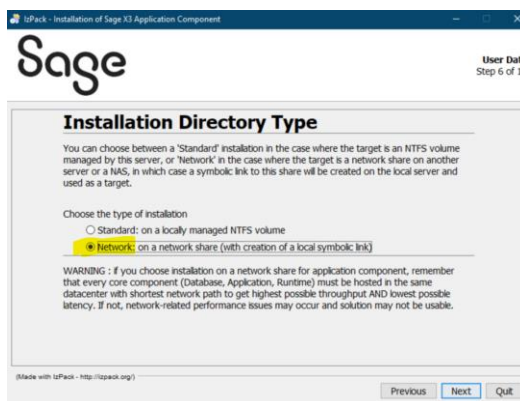 IzPack - Installation of Sage X3 Application Component
Sage
User Dat
Step 6 of 1
Installation Directory Type
You can choose between a 'Standard' installation in the case where the target is an NTFS volume
managed by this server, or 'Network' in the case where the target is a network share on another
server or a NAS, in which case a symbolic link to this share will be created on the local server and
used as a target.
Choose the type of installation
Standard: on a locally managed NTFS volume
Network: on a network share (with creation of a local symbolic link)
WARNING : if you choose installation on a network share for application component, remember
that every core component (Database, Application, Runtime) must be hosted in the same
datacenter with shortest network path to get highest possible throughput AND lowest possible
latency. If not, network-related performance issues may occur and solution may not be usable.
(Made with IzPack - http://izpack.org/)
Previous Next Quit